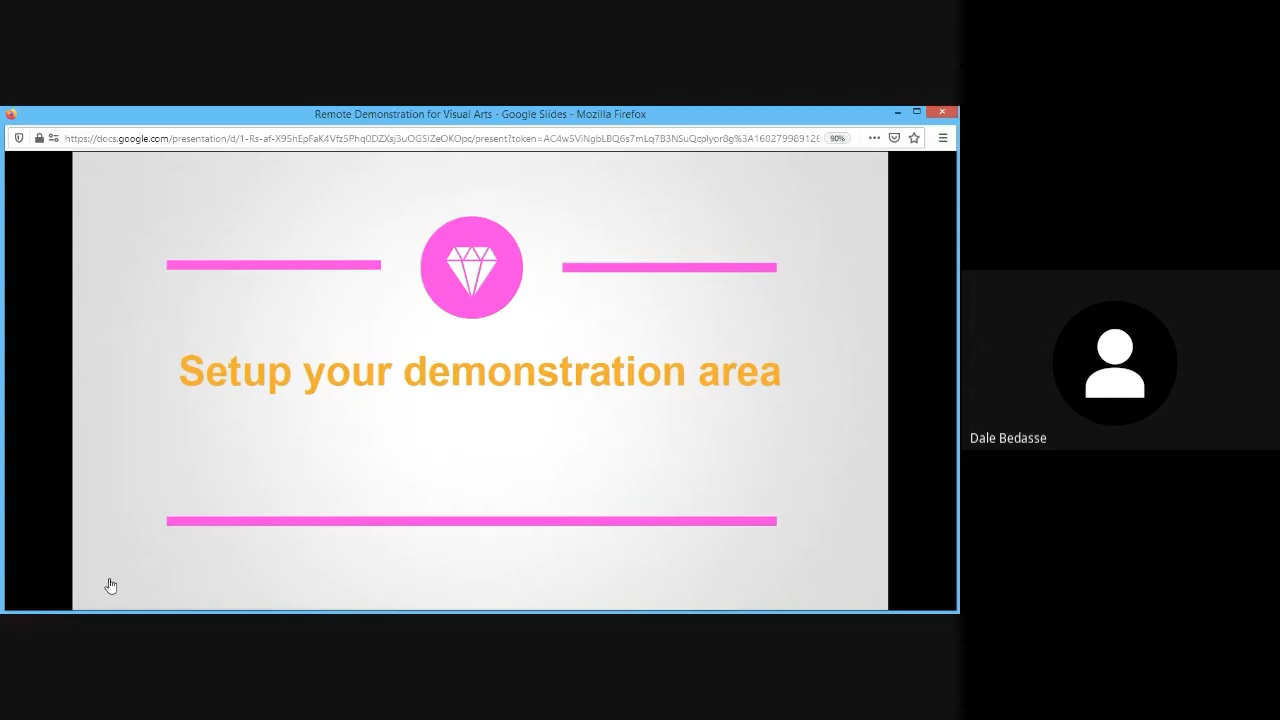 Remote Demonstration for Visual Arts - Google Slides - Mozilla Firefox
90%
Setup your demonstration area
Dale Bedasse